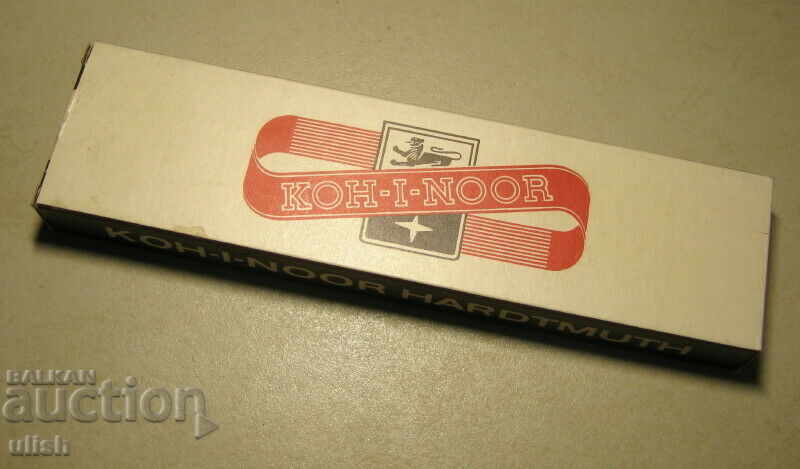 KOH-I-NOOR
KOH-I-NOOR HARDTMUTH
BALKAN
auction
ulish